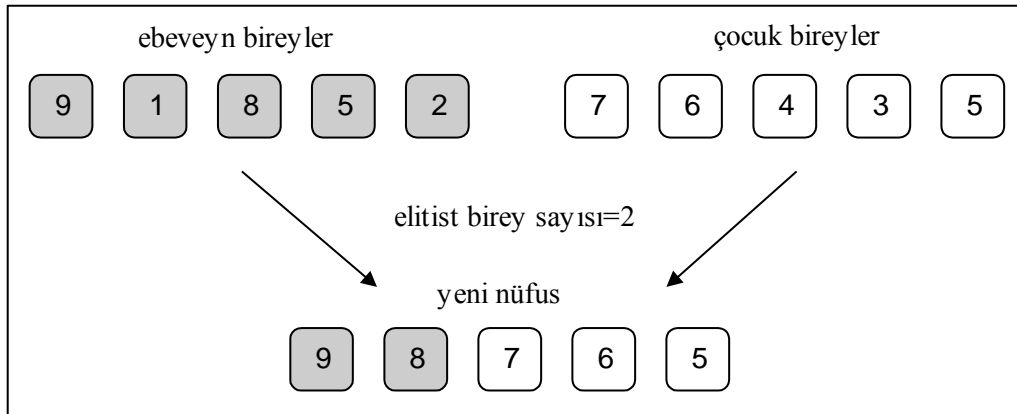 ebeveyn bireyler
çocuk bireyler
9 1 8 5 2
7 6 4 3 5
elitist birey sayısı=2
yeni nüfus
9 8 7 6 5